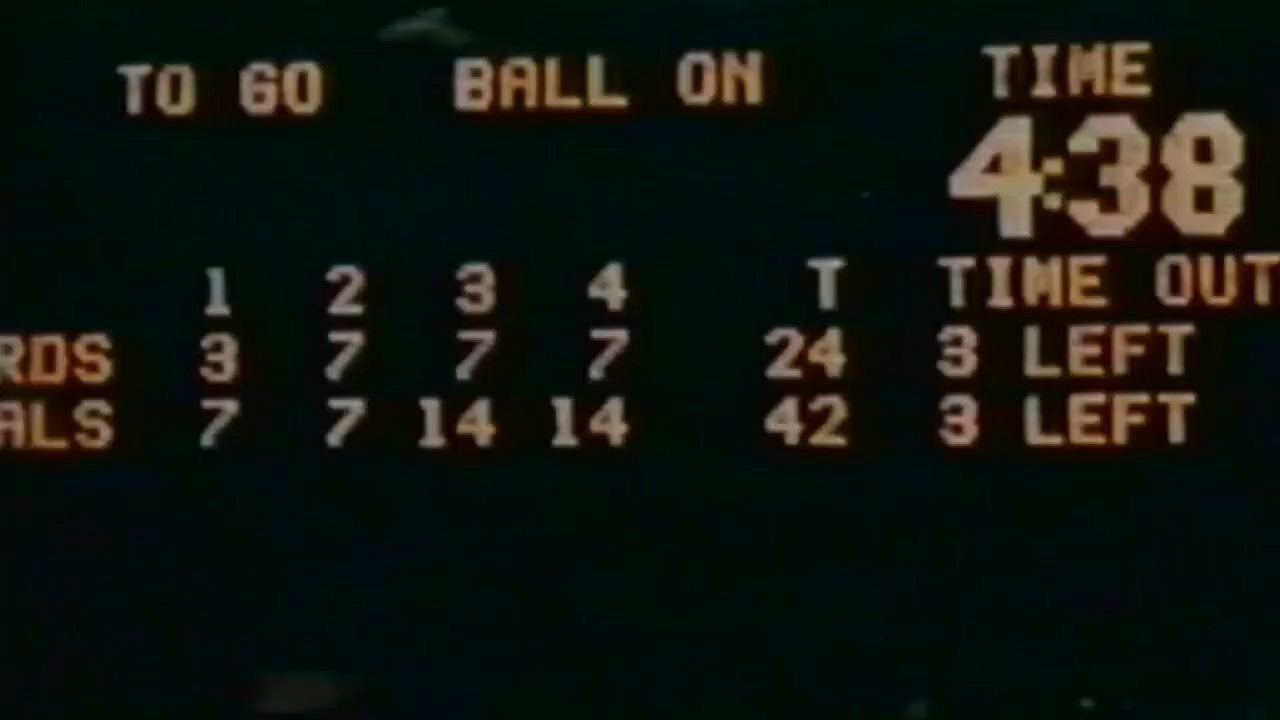 TO GO BALL ON TIME
4:38
1 2 3 4 T TIME OUT
RDS 3 7 7 7 24 3 LEFT
ALS 7 7 14 14 42 3 LEFT